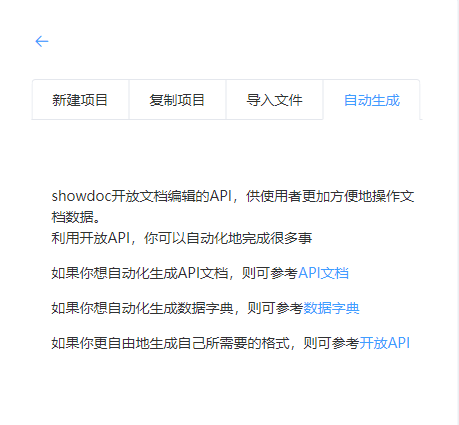 新建项目 复制项目 导入文件 自动生成
showdoc开放文档编辑的API，供使用者更加方便地操作文
档数据。
利用开放API，你可以自动化地完成很多事
如果你想自动化生成API文档，则可参考API文档
如果你想自动化生成数据字典，则可参考数据字典
如果你更自由地生成自己所需要的格式，则可参考开放API